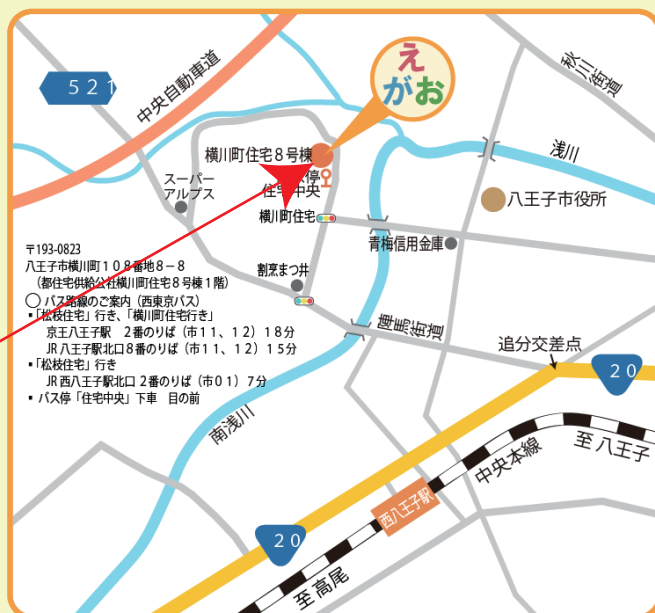 え
がお
521
中央自動車道
秋川街道
横川町住宅8号棟
停
住宅中央
スーパー
アルプス
横川町住宅
浅川
八王子市役所
青梅信用金庫
〒193-0823
八王子市横川町108番地8-8
(都住宅供給公社横川町住宅8号棟1階)
◯ バス路線のご案内(西東京バス)
▪「松枝住宅」行き、「横川町住宅行き」
京王八王子駅 2番のりば(市11、12)18分
JR八王子駅北口8番のりば(市11、12)15分
▪「松枝住宅」行き
JR西八王子駅北口2番のりば(市01)7分
▪ バス停「住宅中央」下車 目の前
割烹まつ井
陣馬街道
追分交差点
20
南浅川
中央本線
至八王子
西八王子駅
20
至高尾